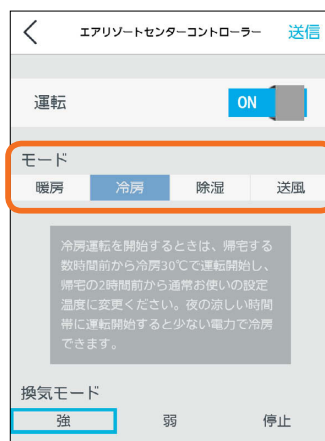 エアリゾートセンターコントローラー 送信
運転 ON
モード
暖房 冷房 除湿 送風
冷房運転を開始するときは、帰宅する
数時間前から冷房30℃で運転開始し、
帰宅の2時間前から通常お使いの設定
温度に変更ください。夜の涼しい時間
帯に運転開始すると少ない電力で冷房
できます。
換気モード
強 弱 停止